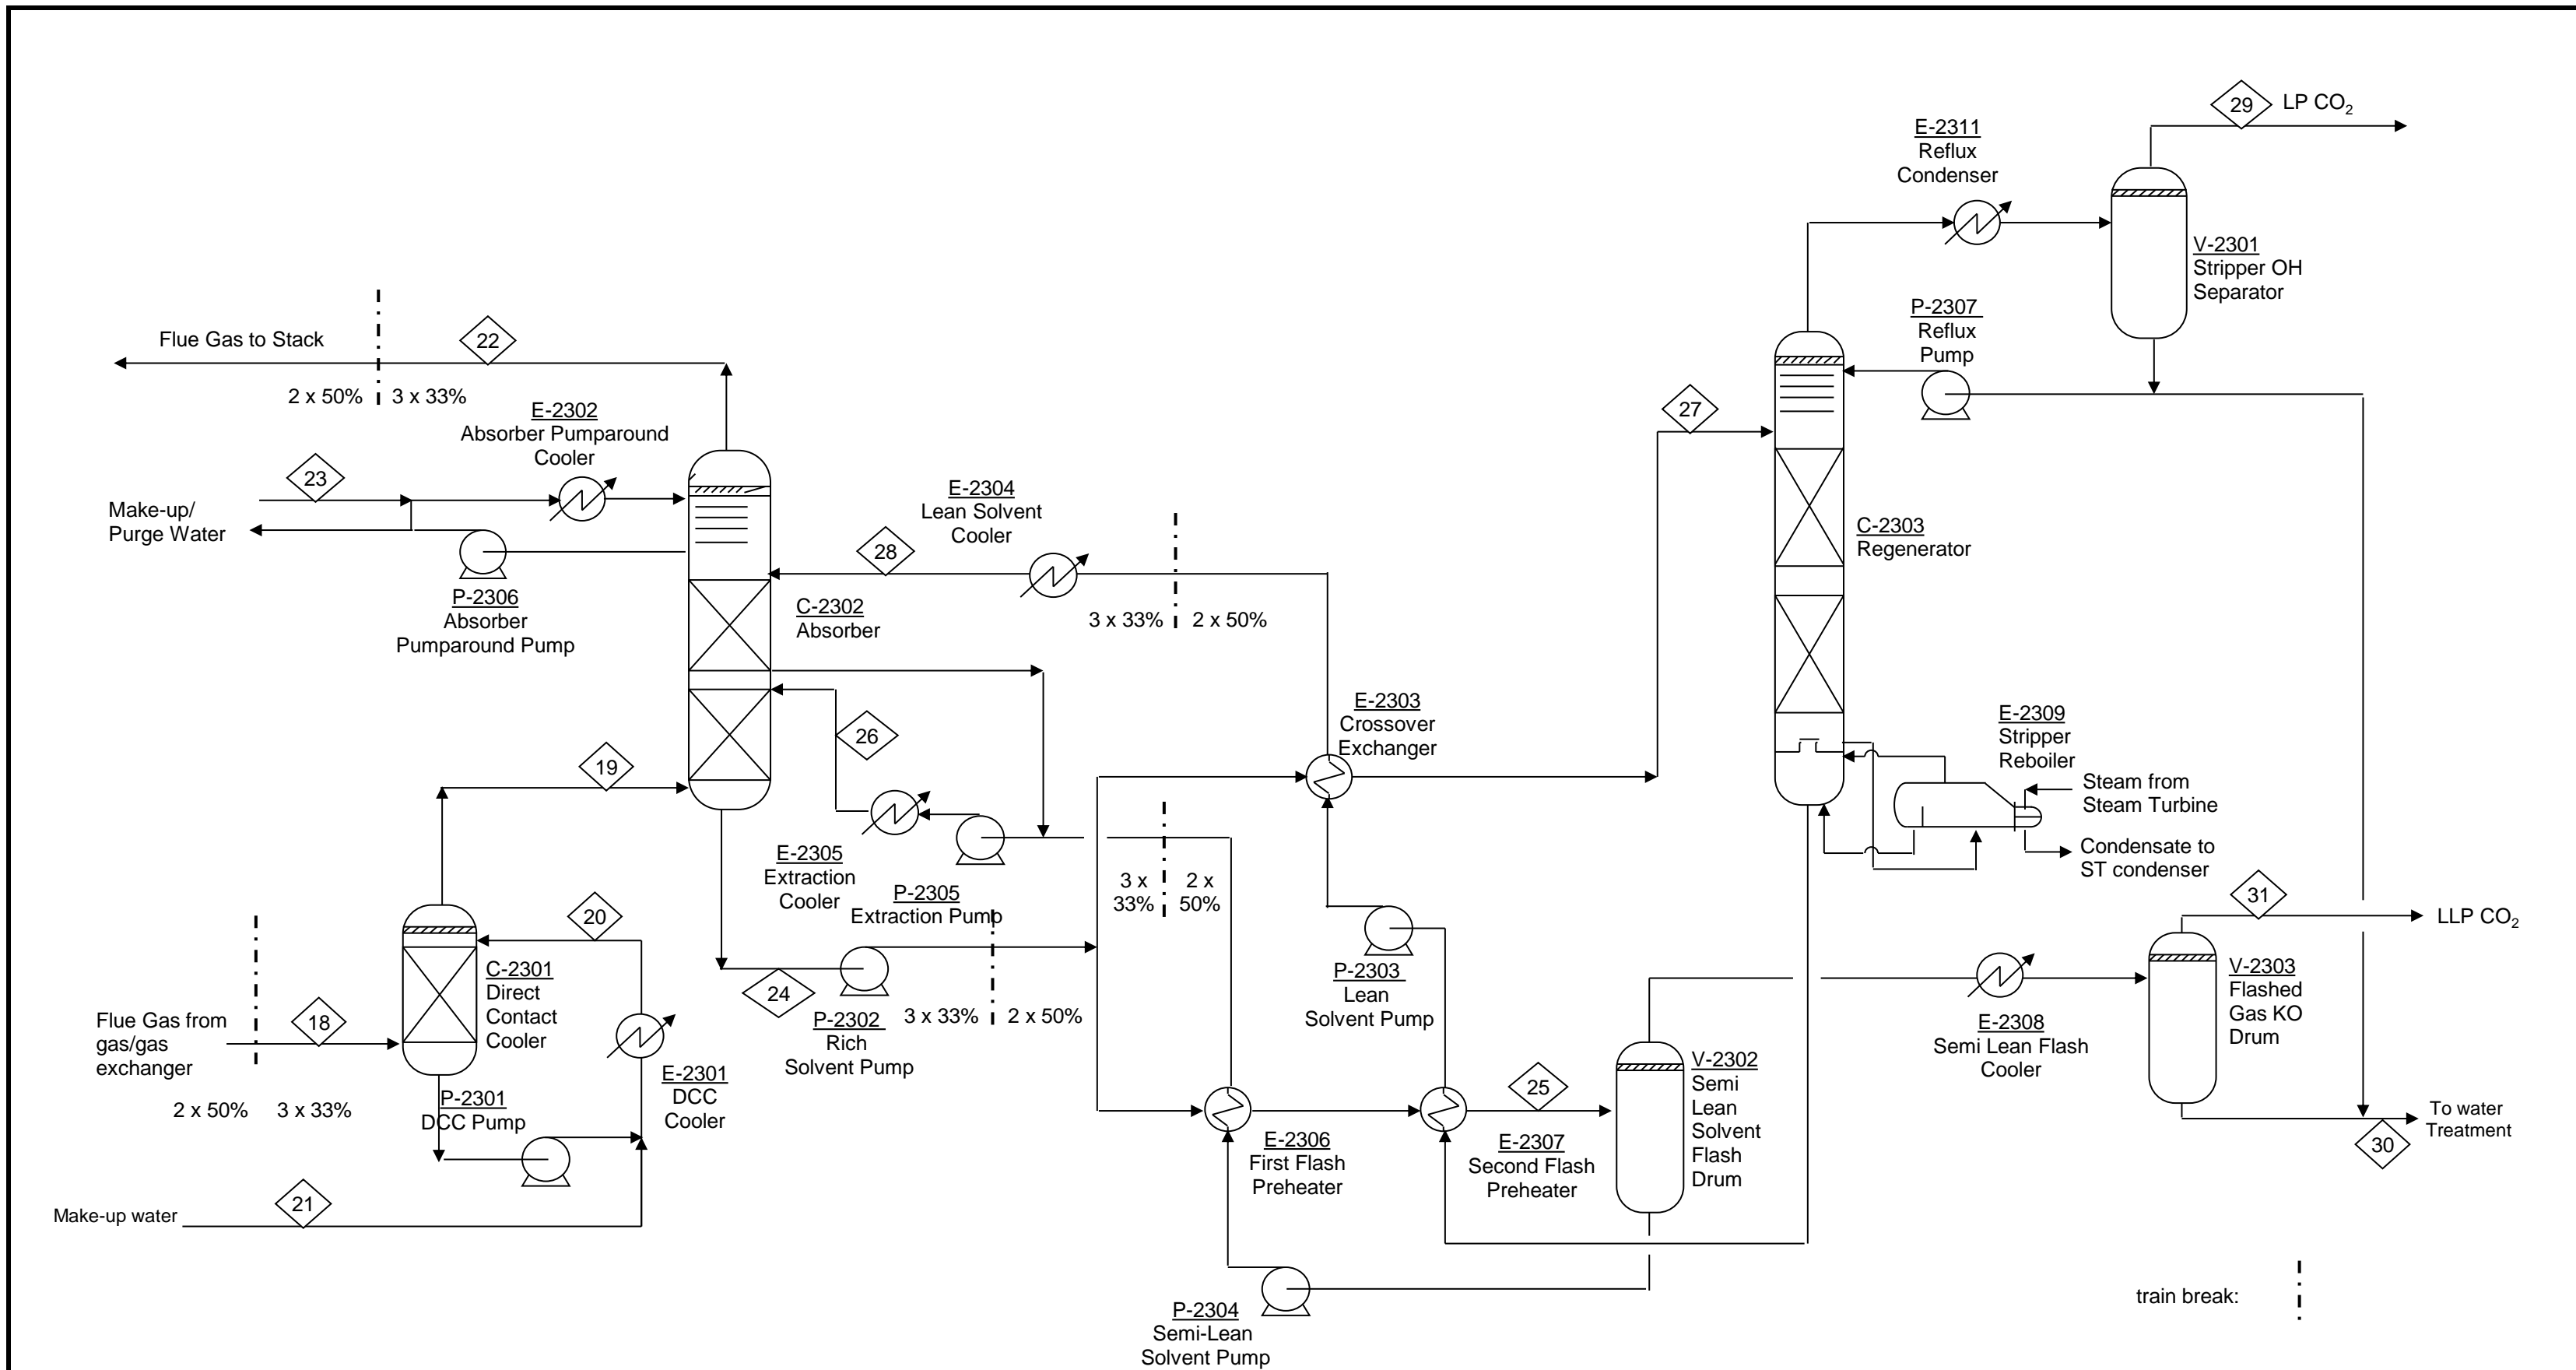 29
LP CO2
E-2311
Reflux
Condenser
V-2301
Stripper OH
Separator
P-2307
Reflux
Pump
Flue Gas to Stack
22
2 x 50%
3 x 33%
E-2302
Absorber Pumparound
Cooler
23
Make-up/
Purge Water
P-2306
Absorber
Pumparound Pump
E-2304
Lean Solvent
Cooler
28
3 x 33%
2 x 50%
C-2302
Absorber
27
C-2303
Regenerator
E-2303
Crossover
Exchanger
26
19
E-2309
Stripper
Reboiler
Steam from
Steam Turbine
Condensate to
ST condenser
E-2305
Extraction
Cooler
P-2305
Extraction Pump
3 x
33%
2 x
50%
20
C-2301
Direct
Contact
Cooler
Flue Gas from
gas/gas
exchanger
18
2 x 50%
3 x 33%
24
P-2302
Rich
Solvent Pump
3 x 33%
2 x 50%
P-2303
Lean
Solvent Pump
31
LLP CO2
E-2308
Semi Lean Flash
Cooler
V-2303
Flashed
Gas KO
Drum
P-2301
DCC Pump
E-2301
DCC
Cooler
25
E-2306
First Flash
Preheater
E-2307
Second Flash
Preheater
V-2302
Semi
Lean
Solvent
Flash
Drum
To water
Treatment
30
Make-up water
21
P-2304
Semi-Lean
Solvent Pump
train break: